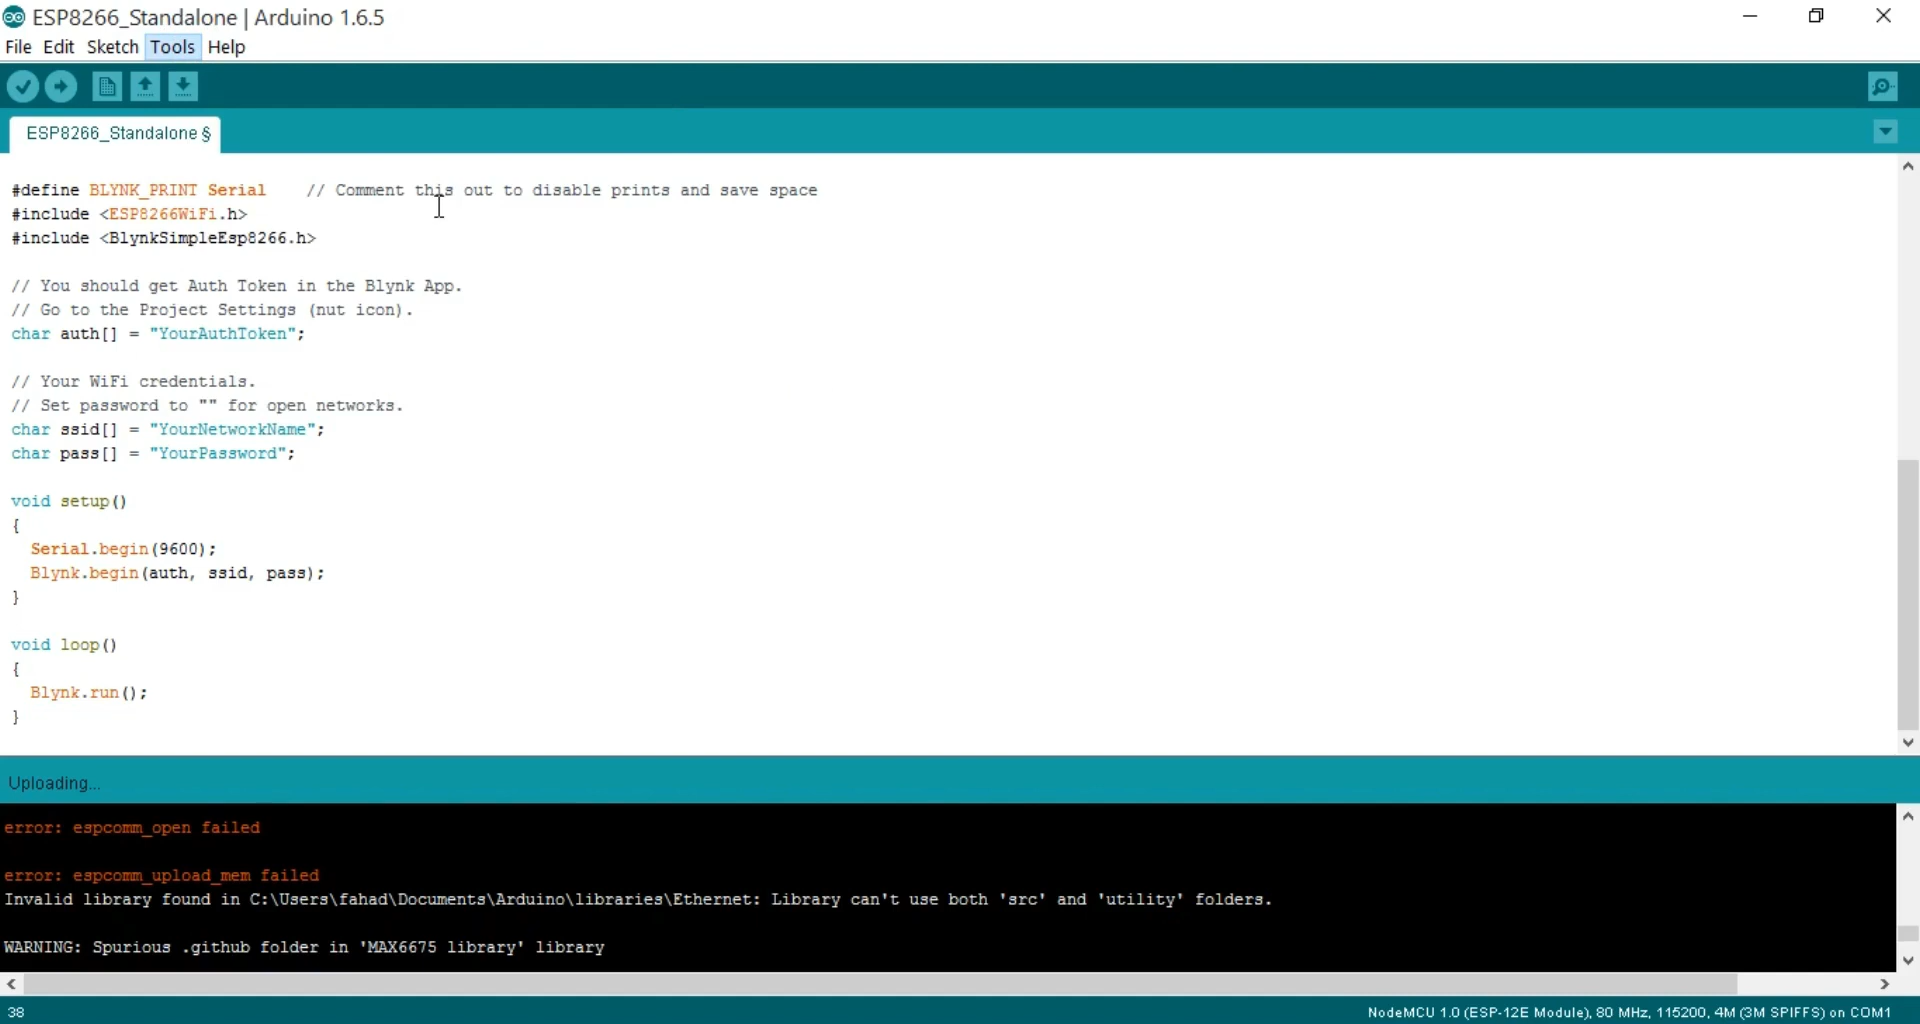 ESP8266_Standalone | Arduino 1.6.5
File Edit Sketch Tools Help
ESP8266_Standalone §
#define BLYNK_PRINT Serial    // Comment this out to disable prints and save space
#include <ESP8266WiFi.h>
#include <BlynkSimpleEsp8266.h>
// You should get Auth Token in the Blynk App.
// Go to the Project Settings (nut icon).
char auth[] = "YourAuthToken";
// Your WiFi credentials.
// Set password to "" for open networks.
char ssid[] = "YourNetworkName";
char pass[] = "YourPassword";
void setup()
{
  Serial.begin(9600);
  Blynk.begin(auth, ssid, pass);
}
void loop()
{
  Blynk.run();
}
Uploading...
error: espcomm_open failed
error: espcomm_upload_mem failed
Invalid library found in C:\Users\fahad\Documents\Arduino\libraries\Ethernet: Library can't use both 'src' and 'utility' folders.
WARNING: Spurious .github folder in 'MAX6675 library' library
38
NodeMCU 1.0 (ESP-12E Module), 80 MHz, 115200, 4M (3M SPIFFS) on COM1